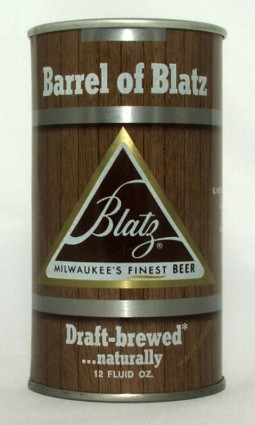 Barrel of Blatz
Blatz®
MILWAUKEE'S FINEST BEER
Draft-brewed*
...naturally
12 FLUID OZ.